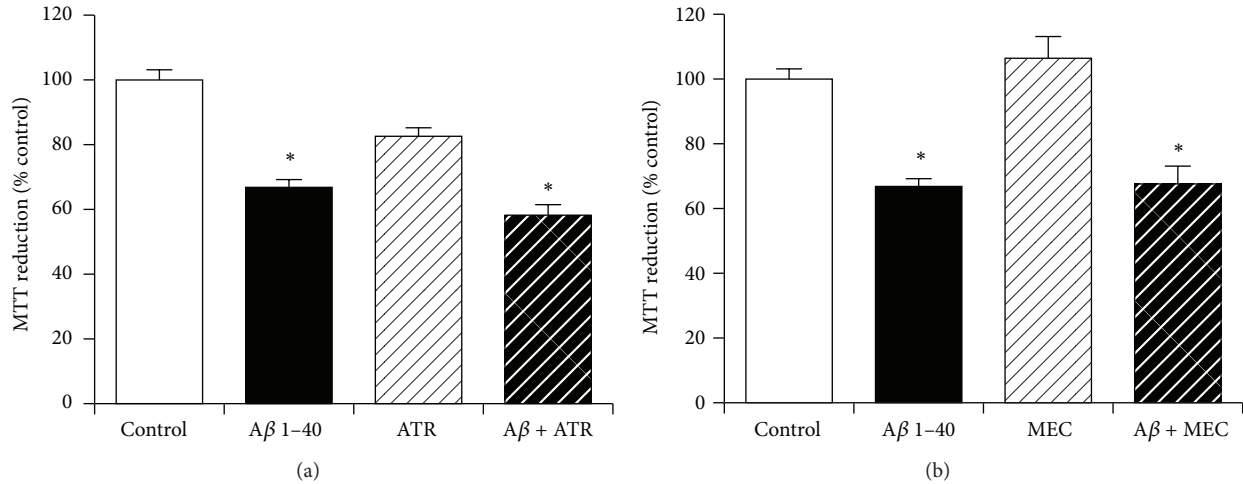 120
100
80
60
40
20
0
MTT reduction (% control)
*
*
Control
Aβ 1–40
ATR
Aβ + ATR
(a)
120
100
80
60
40
20
0
MTT reduction (% control)
*
*
Control
Aβ 1–40
MEC
Aβ + MEC
(b)